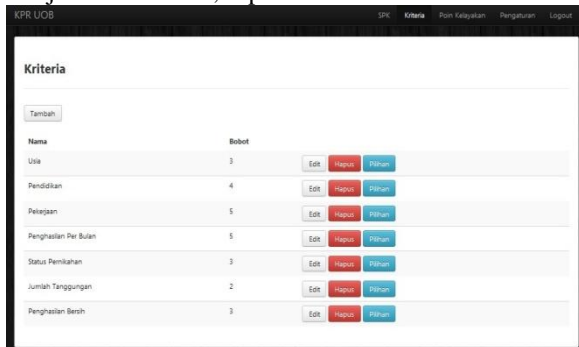 KPR UOB SPK Kriteria Poin Kelayakan Pengaturan Logout
Kriteria
Tambah
Nama Bobot
Usia 3 Edit Hapus Pilihan
Pendidikan 4 Edit Hapus Pilihan
Pekerjaan 5 Edit Hapus Pilihan
Penghasilan Per Bulan 5 Edit Hapus Pilihan
Status Pernikahan 3 Edit Hapus Pilihan
Jumlah Tanggungan 2 Edit Hapus Pilihan
Penghasilan Bersih 3 Edit Hapus Pilihan